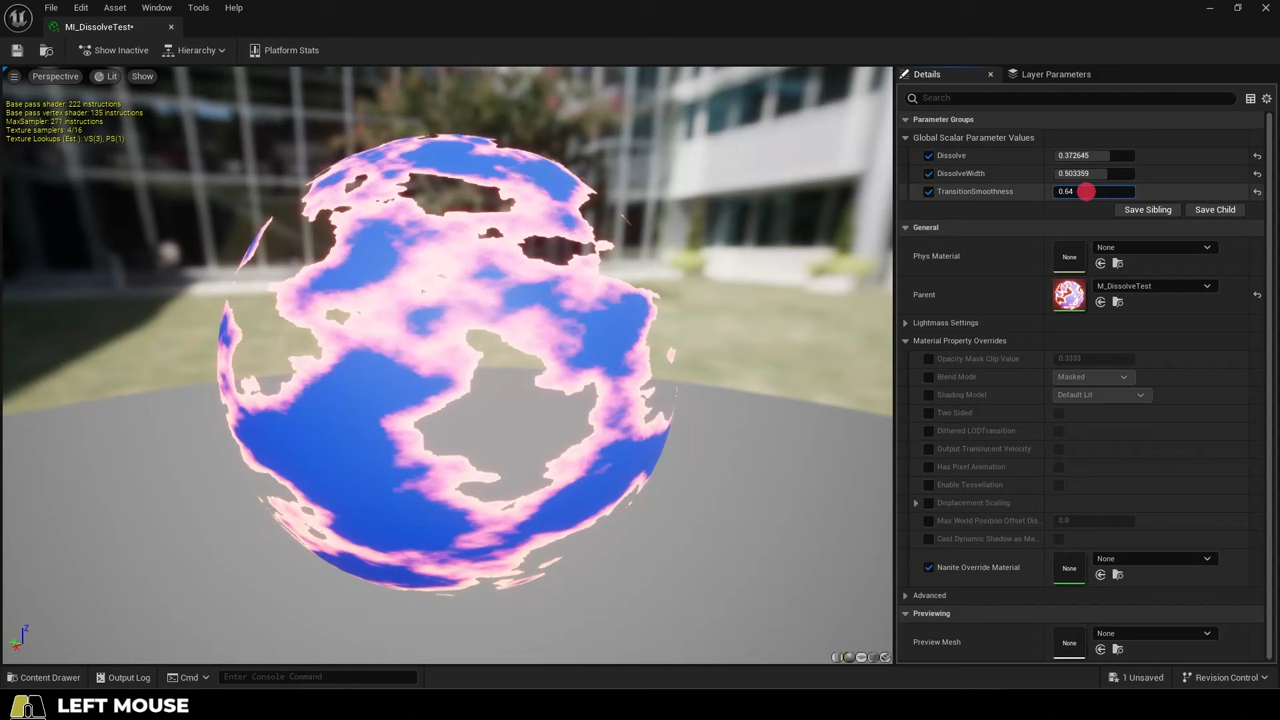 File Edit Asset Window Tools Help
MI_DissolveTest•
Show Inactive Hierarchy Platform Stats
Perspective Lit Show
Base pass shader: 222 instructions
Base pass vertex shader: 135 instructions
MaxSampler: 271 instructions
Texture samplers: 4/16
Texture Lookups (Est.): VS(3), PS(1)
Details Layer Parameters
Search
Parameter Groups
Global Scalar Parameter Values
Dissolve 0.372645
DissolveWidth 0.503359
TransitionSmoothness 0.64
Save Sibling Save Child
General
Phys Material None None
Parent M_DissolveTest
Lightmass Settings
Material Property Overrides
Opacity Mask Clip Value 0.3333
Blend Mode Masked
Shading Model Default Lit
Two Sided
Dithered LODTransition
Output Translucent Velocity
Has Pixel Animation
Enable Tessellation
Displacement Scaling
Max World Position Offset Dis... 0.0
Cast Dynamic Shadow as Ma...
Nanite Override Material None None
Advanced
Previewing
Preview Mesh None None
Z
Content Drawer Output Log Cmd Enter Console Command 1 Unsaved Revision Control
LEFT MOUSE